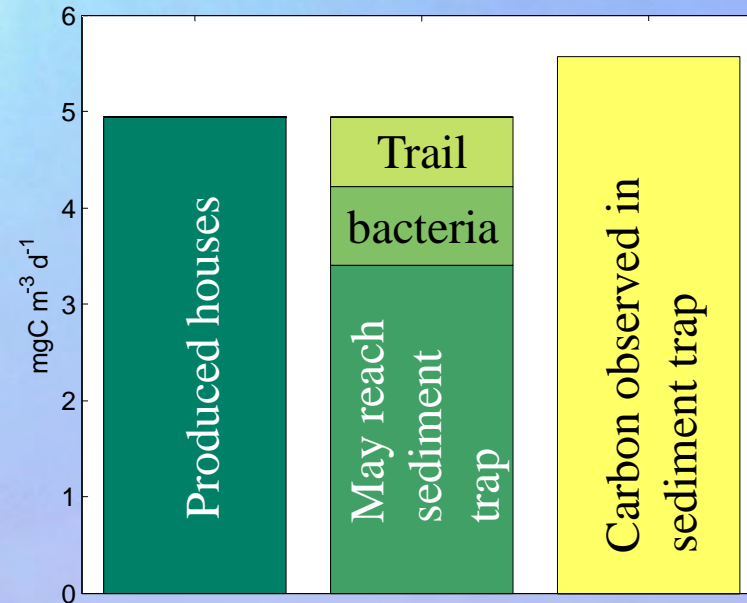 6
5
4
3
2
1
0
mgC m⁻³ d⁻¹
Produced houses
Trail
bacteria
May reach
sediment
trap
Carbon observed in
sediment trap